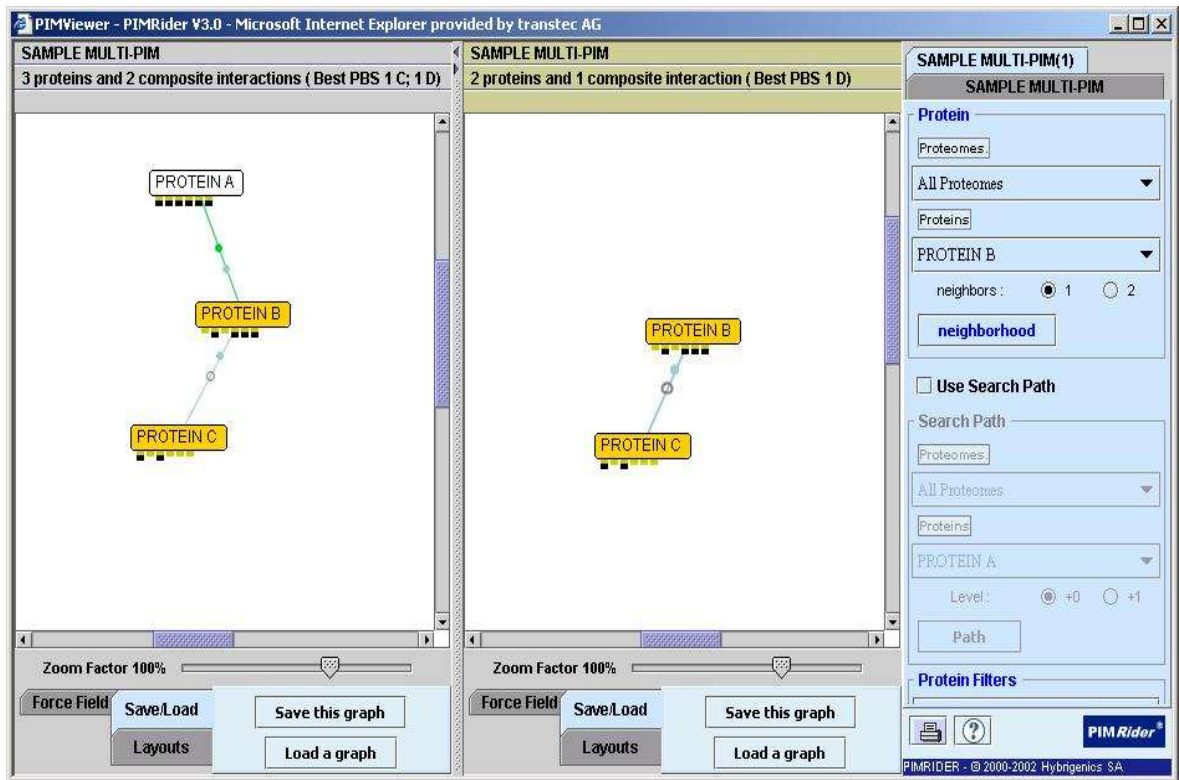 PIMViewer - PIMRider V3.0 - Microsoft Internet Explorer provided by transtec AG
SAMPLE MULTI-PIM
3 proteins and 2 composite interactions ( Best PBS 1 C; 1 D)
PROTEIN A
PROTEIN B
PROTEIN C
Zoom Factor 100%
Force Field
Save/Load
Layouts
Save this graph
Load a graph
SAMPLE MULTI-PIM
2 proteins and 1 composite interaction ( Best PBS 1 D)
PROTEIN B
PROTEIN C
Zoom Factor 100%
Force Field
Save/Load
Layouts
Save this graph
Load a graph
SAMPLE MULTI-PIM(1)
SAMPLE MULTI-PIM
Protein
Proteomes.
All Proteomes
Proteins
PROTEIN B
neighbors : 1 2
neighborhood
Use Search Path
Search Path
Proteomes.
All Proteomes
Proteins
PROTEIN A
Level : +0 +1
Path
Protein Filters
?
PIMRider®
PIMRIDER - © 2000-2002 Hybrigenics SA